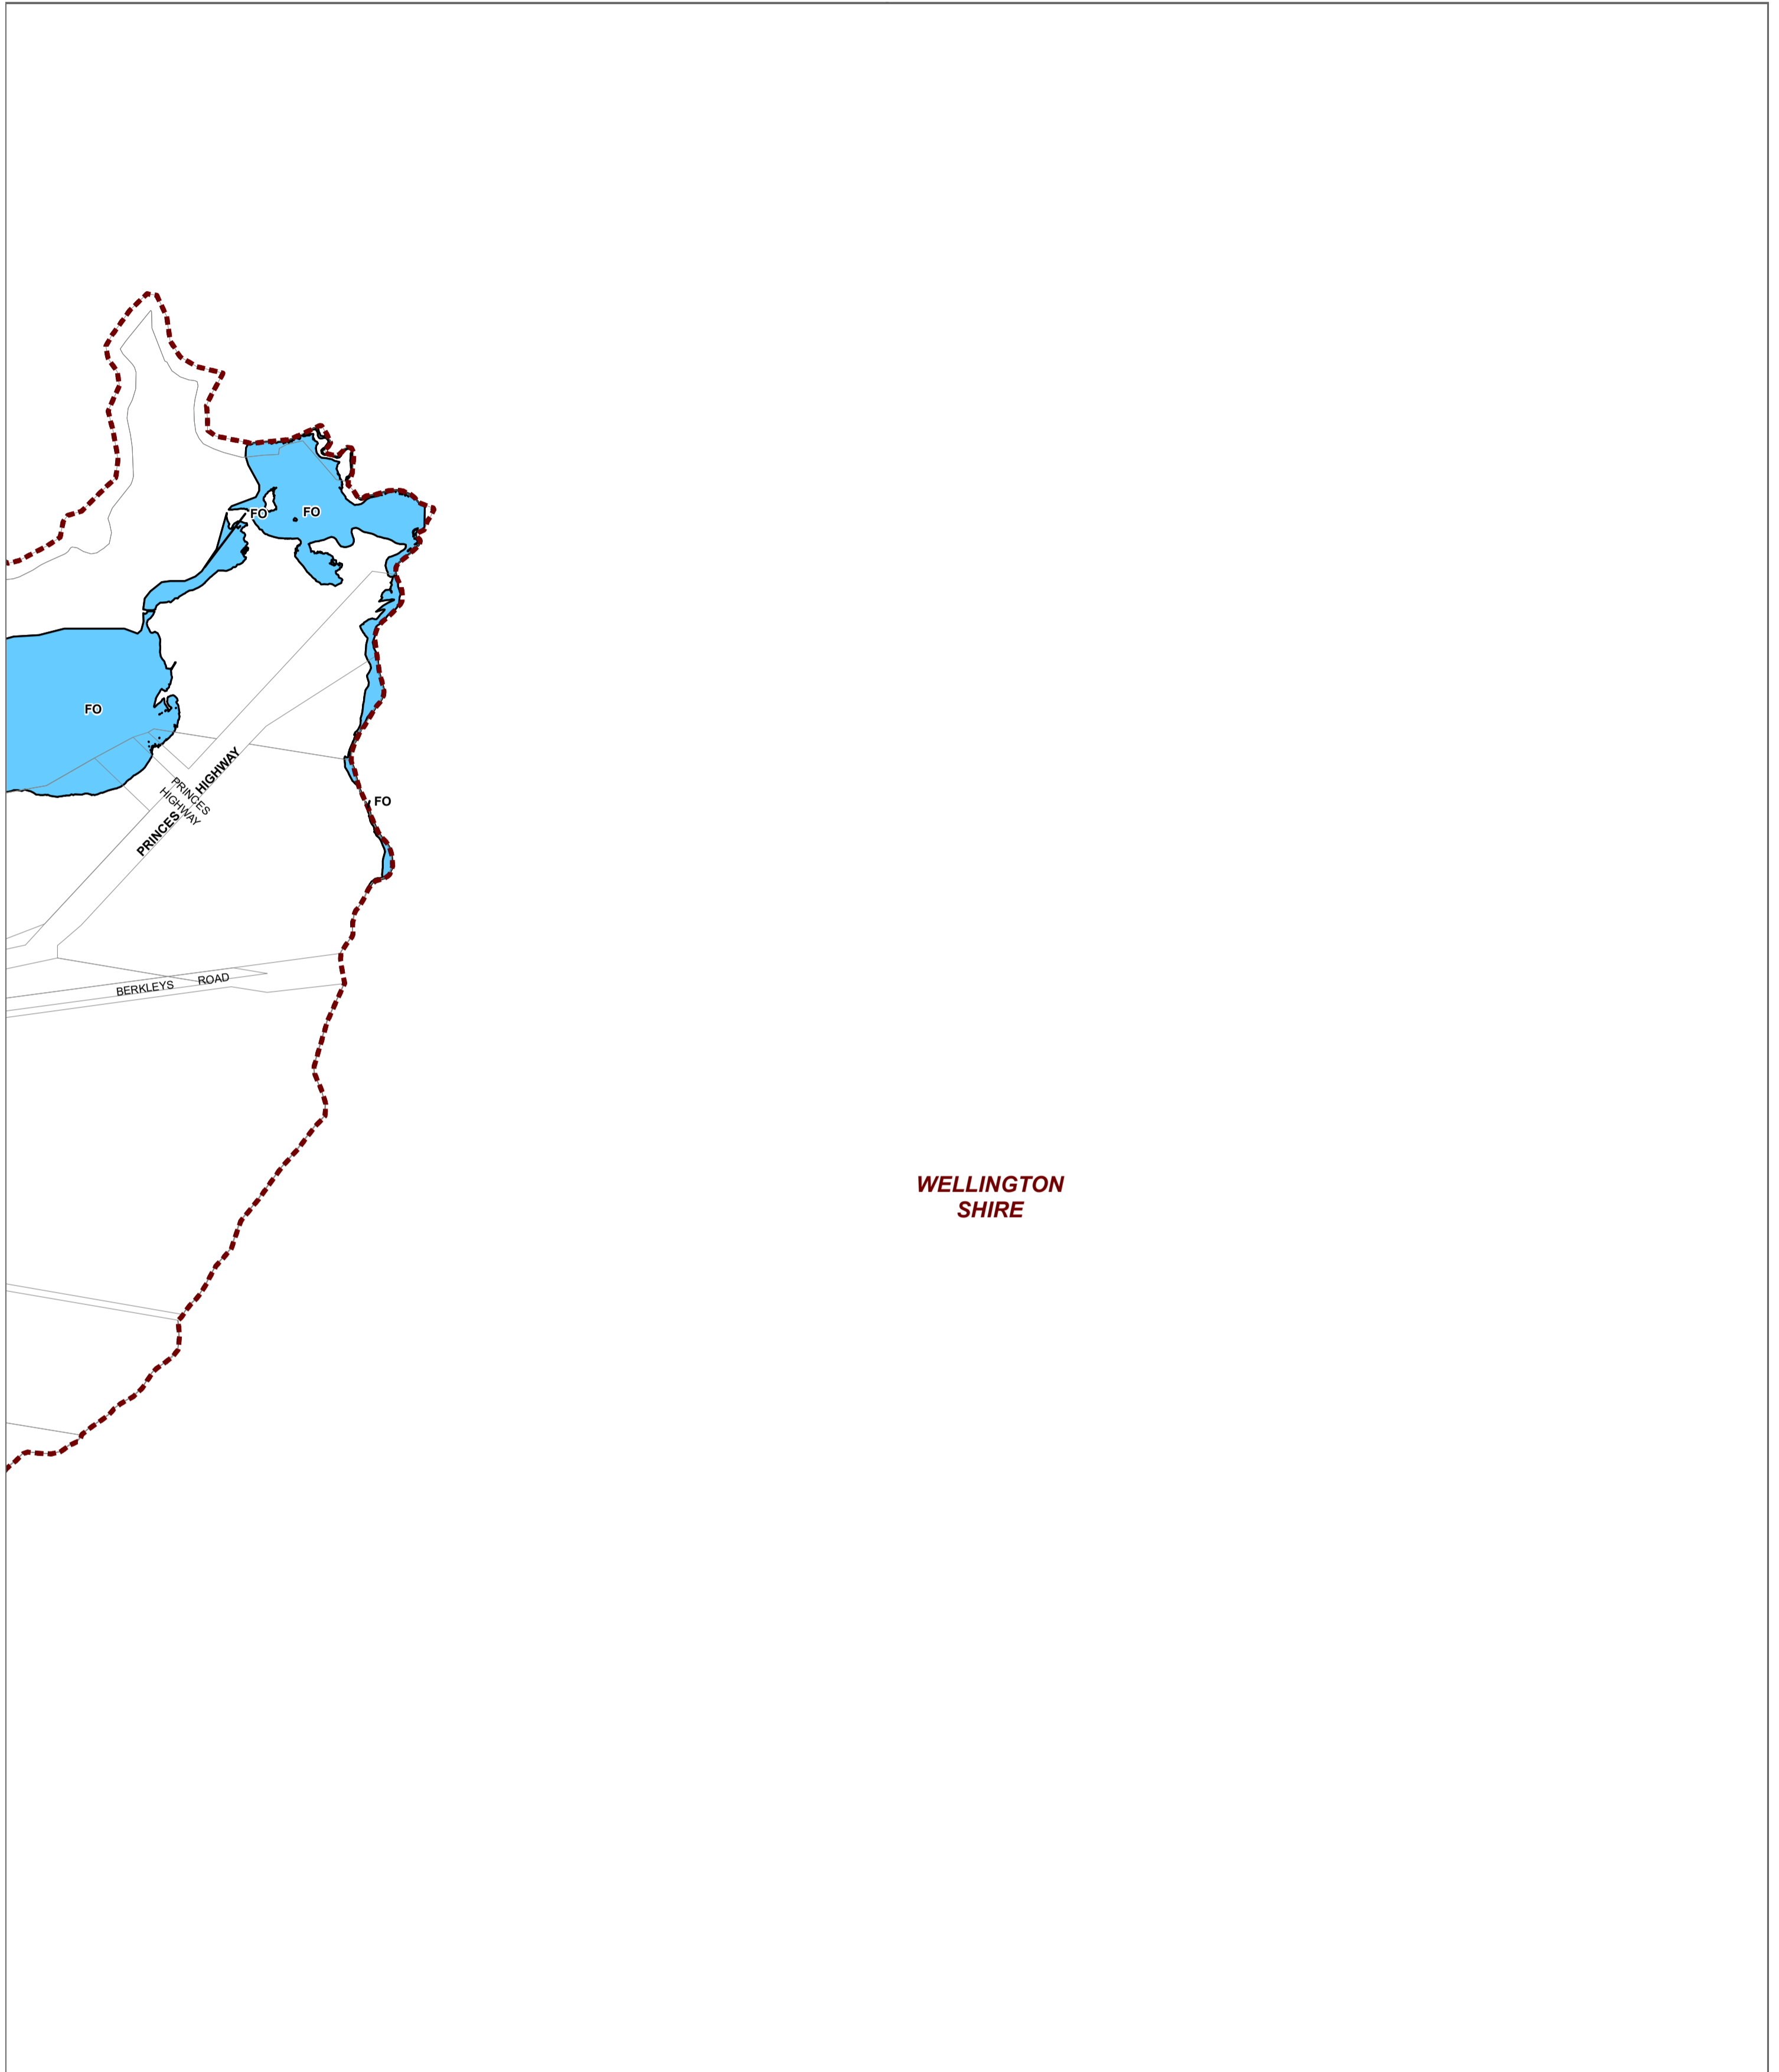 FO
FO
FO
HIGHWAY
PRINCES
HIGHWAY
FO
PRINCES
BERKLEYS ROAD
WELLINGTON
SHIRE